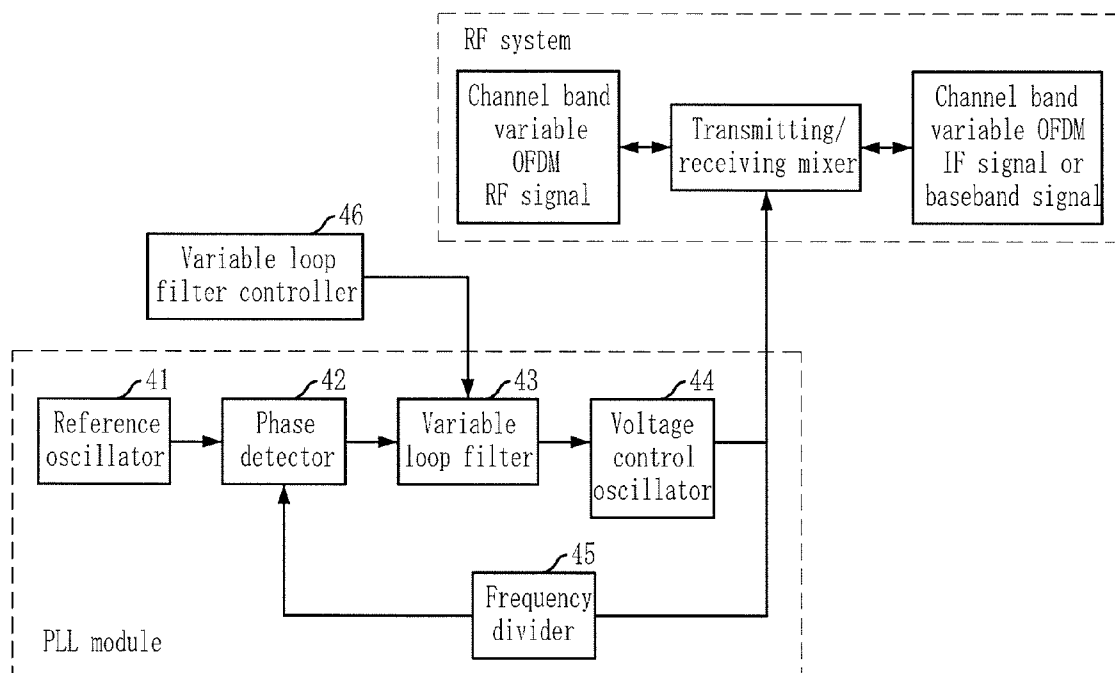 RF system
Channel band
variable
OFDM
RF signal
Transmitting/
receiving mixer
Channel band
variable OFDM
IF signal or
baseband signal
46
Variable loop
filter controller
41
Reference
oscillator
42
Phase
detector
43
Variable
loop filter
44
Voltage
control
oscillator
45
Frequency
divider
PLL module